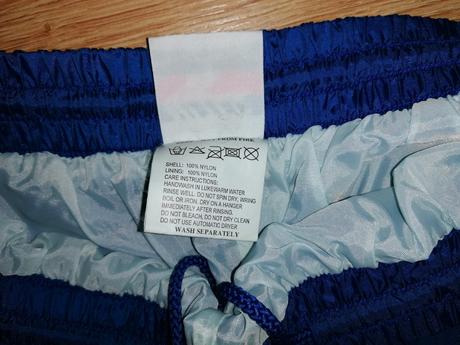 FROM FIRE
SHELL: 100% NYLON
LINING: 100% NYLON
CARE INSTRUCTIONS:
HANDWASH IN LUKEWARM WATER
RINSE WELL. DO NOT SPIN DRY, WRING
BOIL OR IRON. DRY ON A HANGER
IMMEDIATELY AFTER RINSING.
DO NOT BLEACH, DO NOT DRY CLEAN
DO NOT USE AUTOMATIC DRYER
WASH SEPARATELY